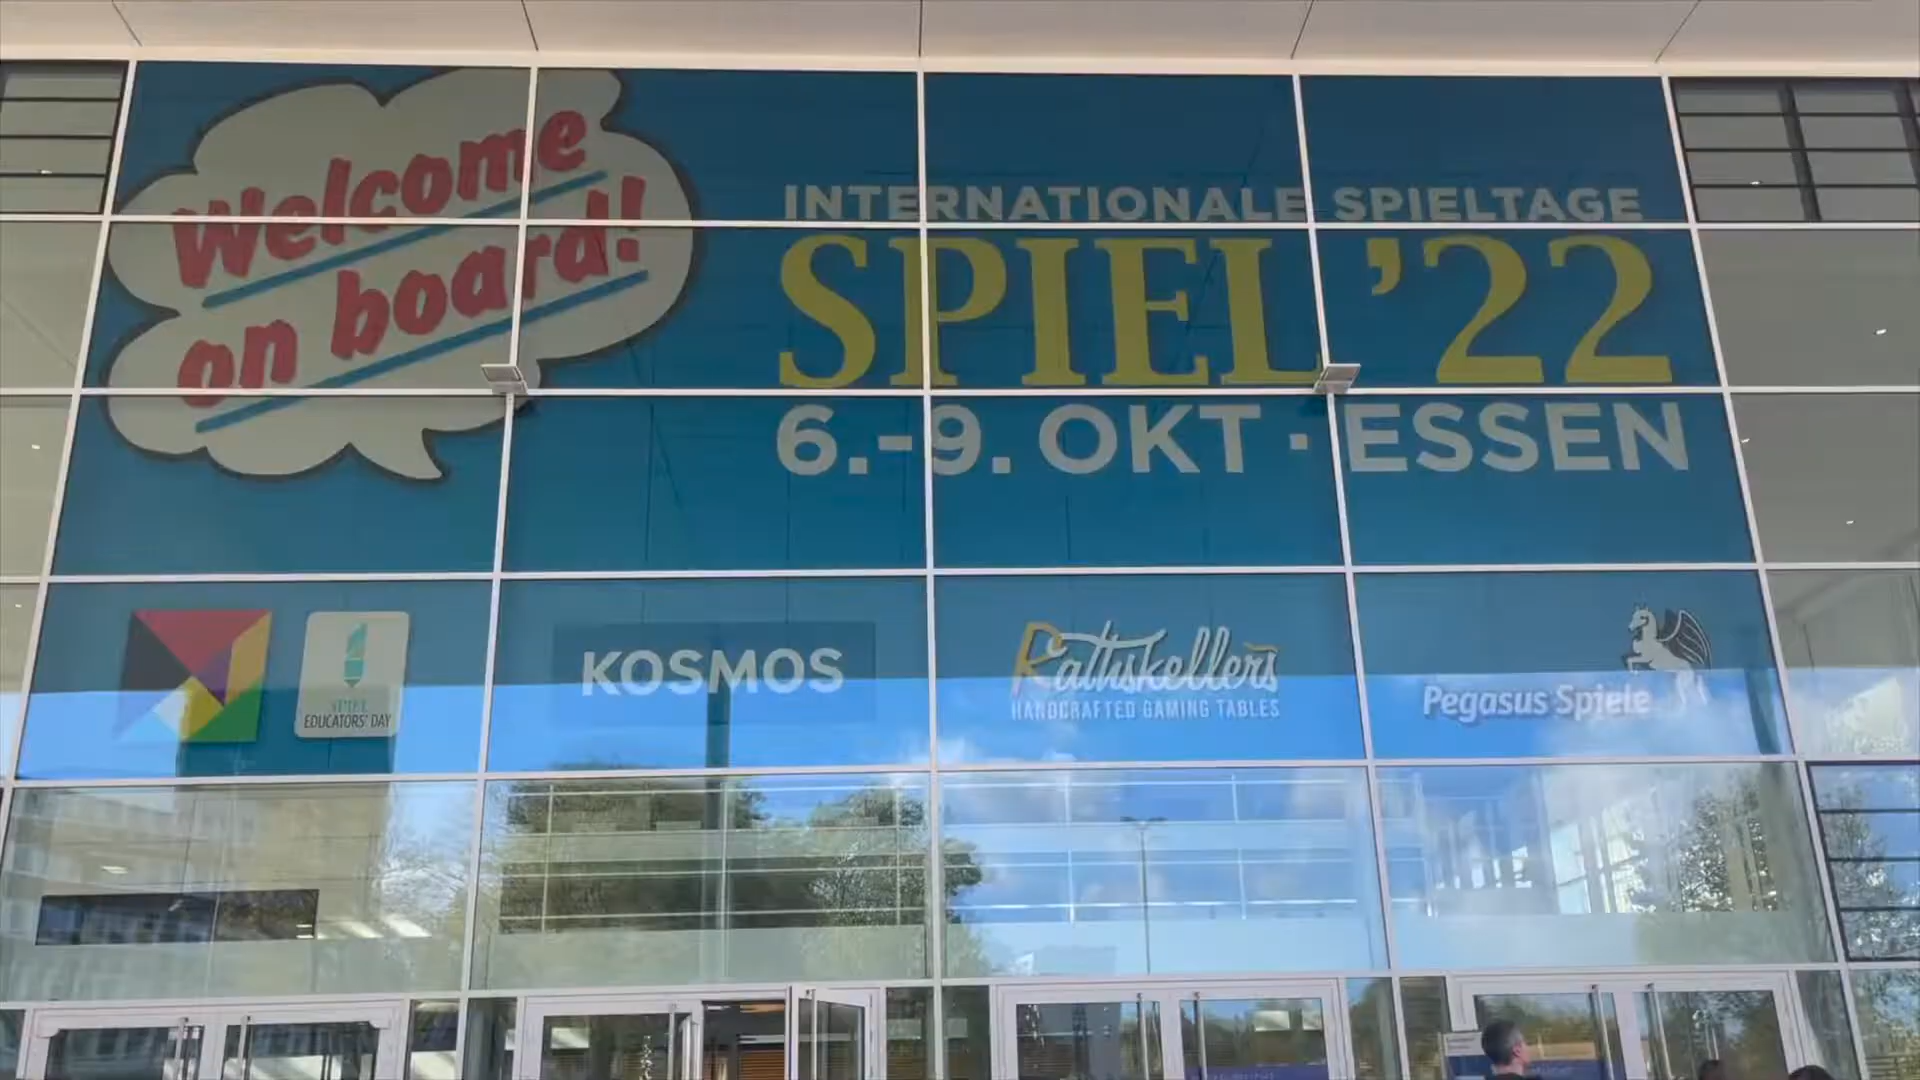 Welcome
on board!
INTERNATIONALE SPIELTAGE
SPIEL '22
6.-9. OKT · ESSEN
SPIEL
EDUCATORS' DAY
KOSMOS
Rathskellers
HANDCRAFTED GAMING TABLES
Pegasus Spiele